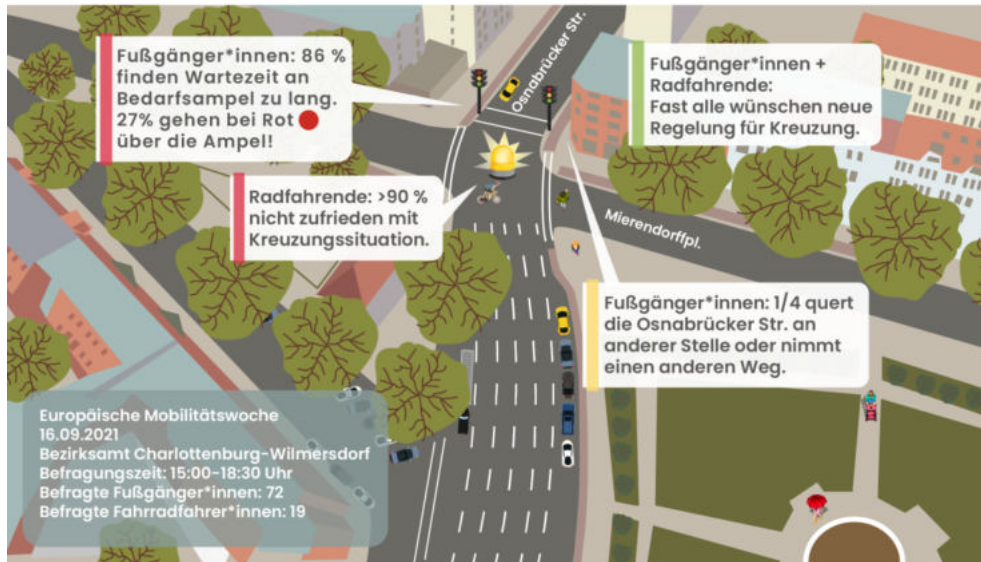 Osnabrücker Str.
Fußgänger*innen: 86 %
finden Wartezeit an
Bedarfsampel zu lang.
27% gehen bei Rot
über die Ampel!
Fußgänger*innen +
Radfahrende:
Fast alle wünschen neue
Regelung für Kreuzung.
Radfahrende: >90 %
nicht zufrieden mit
Kreuzungssituation.
Mierendorffpl.
Fußgänger*innen: 1/4 quert
die Osnabrücker Str. an
anderer Stelle oder nimmt
einen anderen Weg.
Europäische Mobilitätswoche
16.09.2021
Bezirksamt Charlottenburg-Wilmersdorf
Befragungszeit: 15:00-18:30 Uhr
Befragte Fußgänger*innen: 72
Befragte Fahrradfahrer*innen: 19